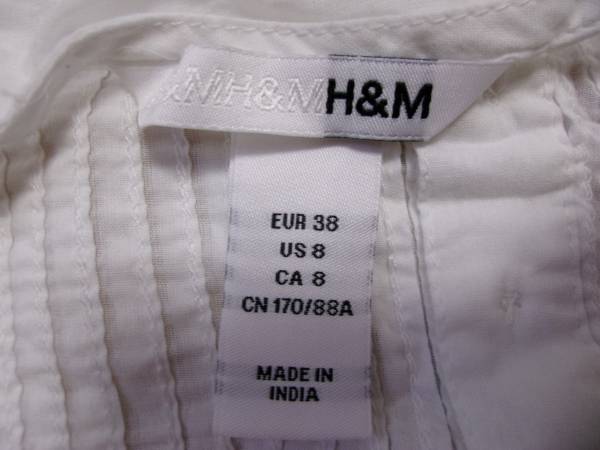 M H&M H&M
EUR 38
US 8
CA 8
CN 170/88A
MADE IN
INDIA